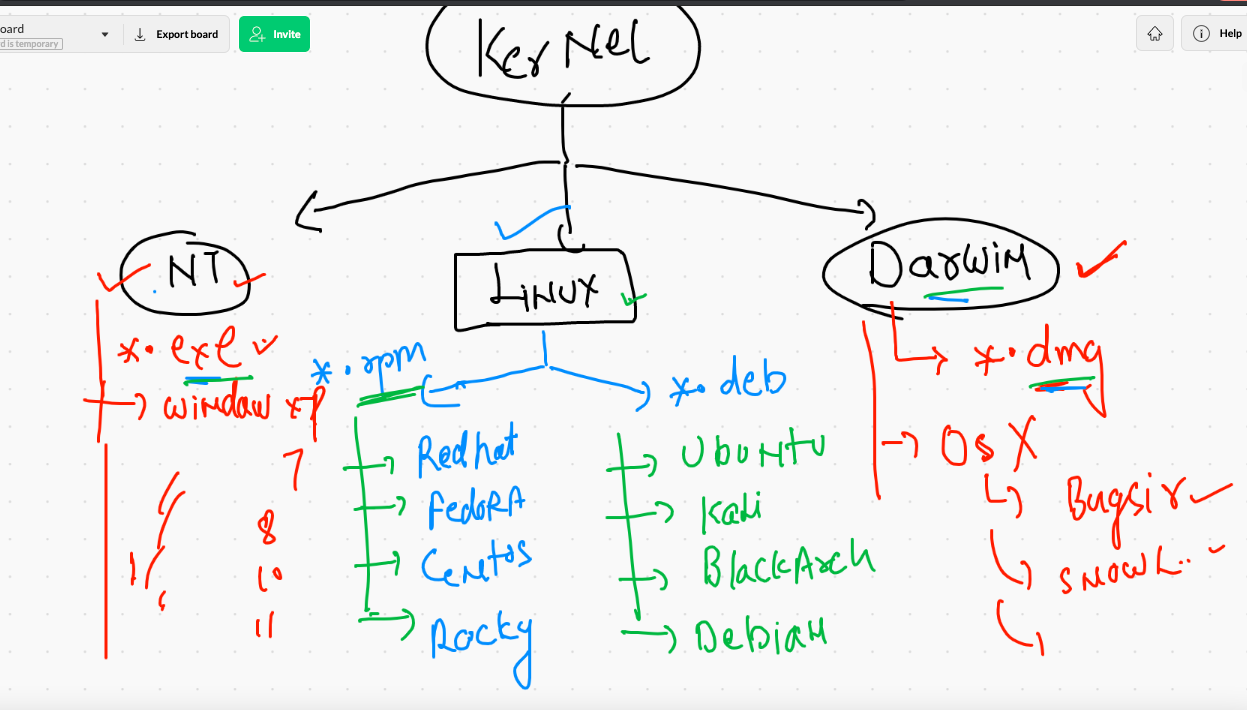 oard
d is temporary
Export board
Invite
Help
KerNel
NT
LiNUX
DarwiN
*.exe
windaw xp
7
8
10
11
*.rpm
Redhat
FedoRA
Centos
Rocky
*.deb
UbuNtu
Kali
BlackArch
DebiaN
*.dmg
Os X
Bugsir
SNOWL..